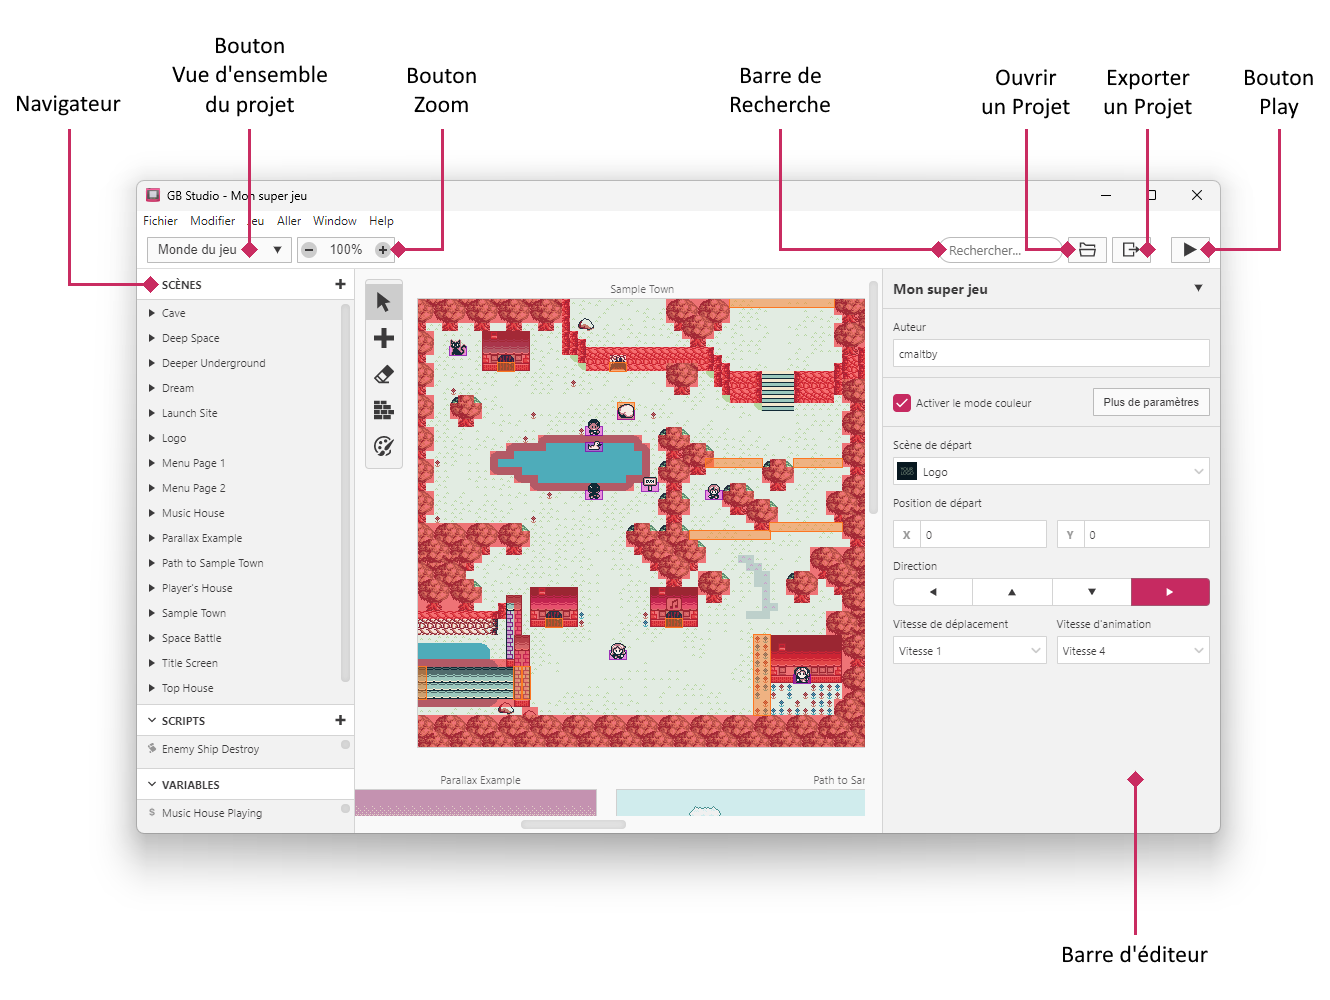 Bouton
Vue d'ensemble
du projet
Navigateur
Bouton
Zoom
Barre de
Recherche
Ouvrir
un Projet
Exporter
un Projet
Bouton
Play
GB Studio - Mon super jeu
Fichier Modifier Jeu Aller Window Help
Monde du jeu
100%
Rechercher...
SCÈNES
Cave
Deep Space
Deeper Underground
Dream
Launch Site
Logo
Menu Page 1
Menu Page 2
Music House
Parallax Example
Path to Sample Town
Player's House
Sample Town
Space Battle
Title Screen
Top House
SCRIPTS
Enemy Ship Destroy
VARIABLES
S Music House Playing
Sample Town
Parallax Example
Path to Sar
Mon super jeu
Auteur
cmaltby
Activer le mode couleur
Plus de paramètres
Scène de départ
YOUR
LOGO
Logo
Position de départ
X 0
Y 0
Direction
Vitesse de déplacement
Vitesse d'animation
Vitesse 1
Vitesse 4
Barre d'éditeur